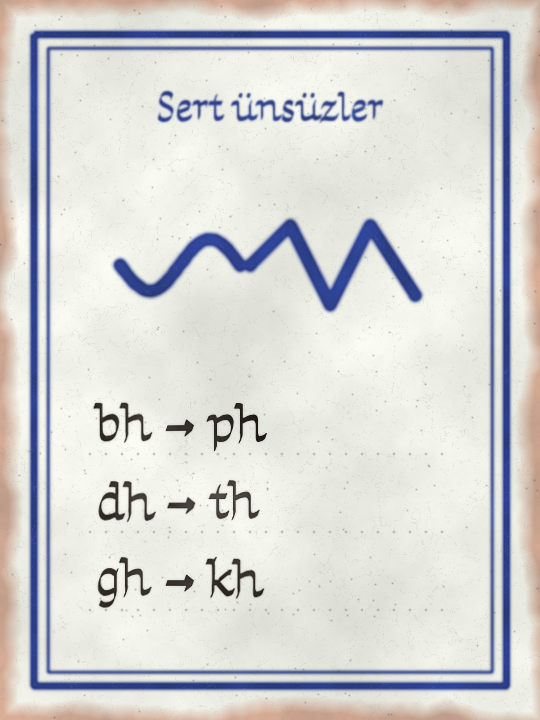 Sert ünsüzler
bh → ph
dh → th
gh → kh